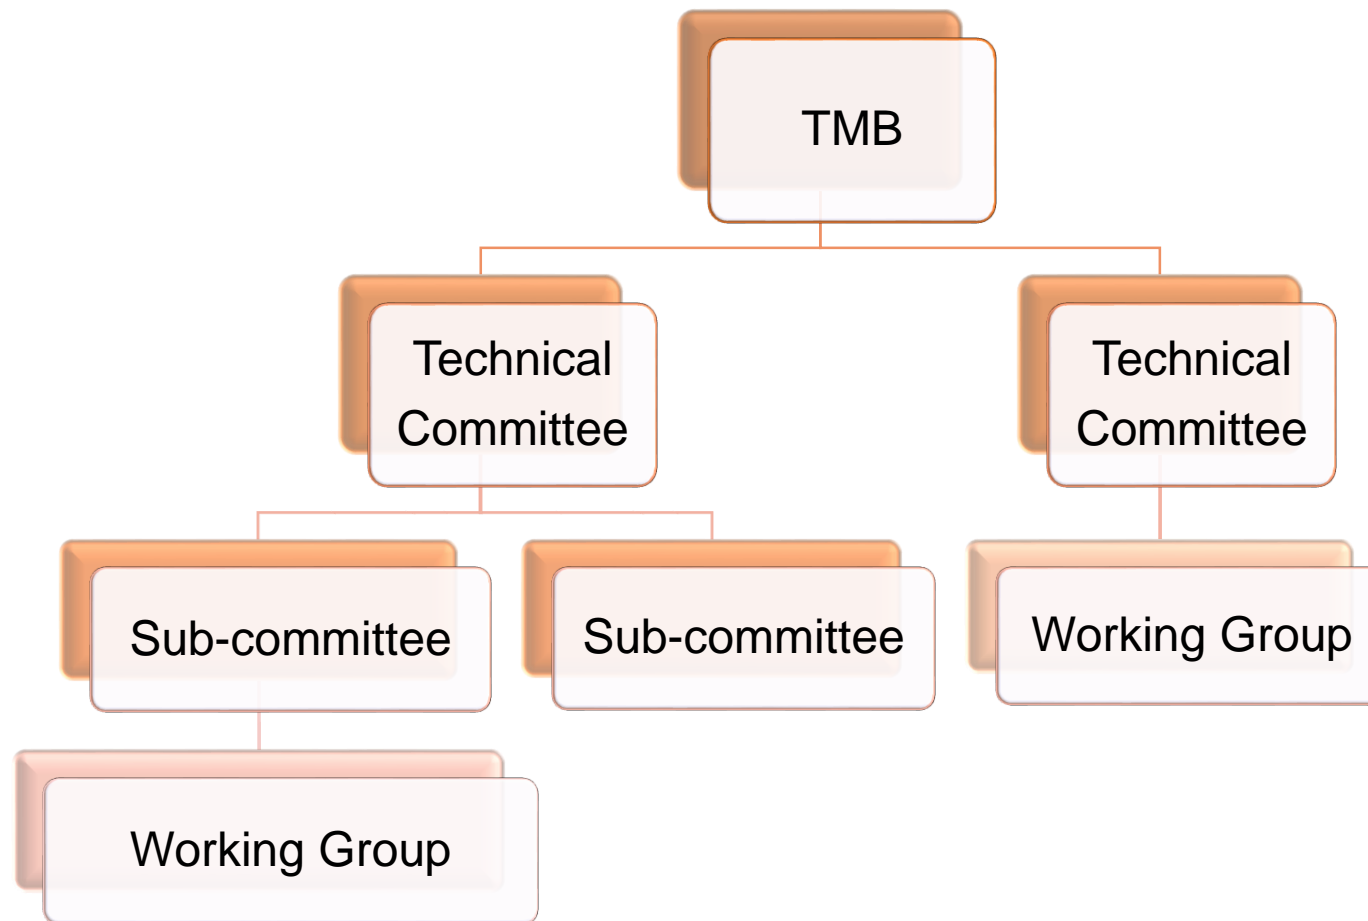 TMB
Technical
Committee
Technical
Committee
Sub-committee
Sub-committee
Working Group
Working Group